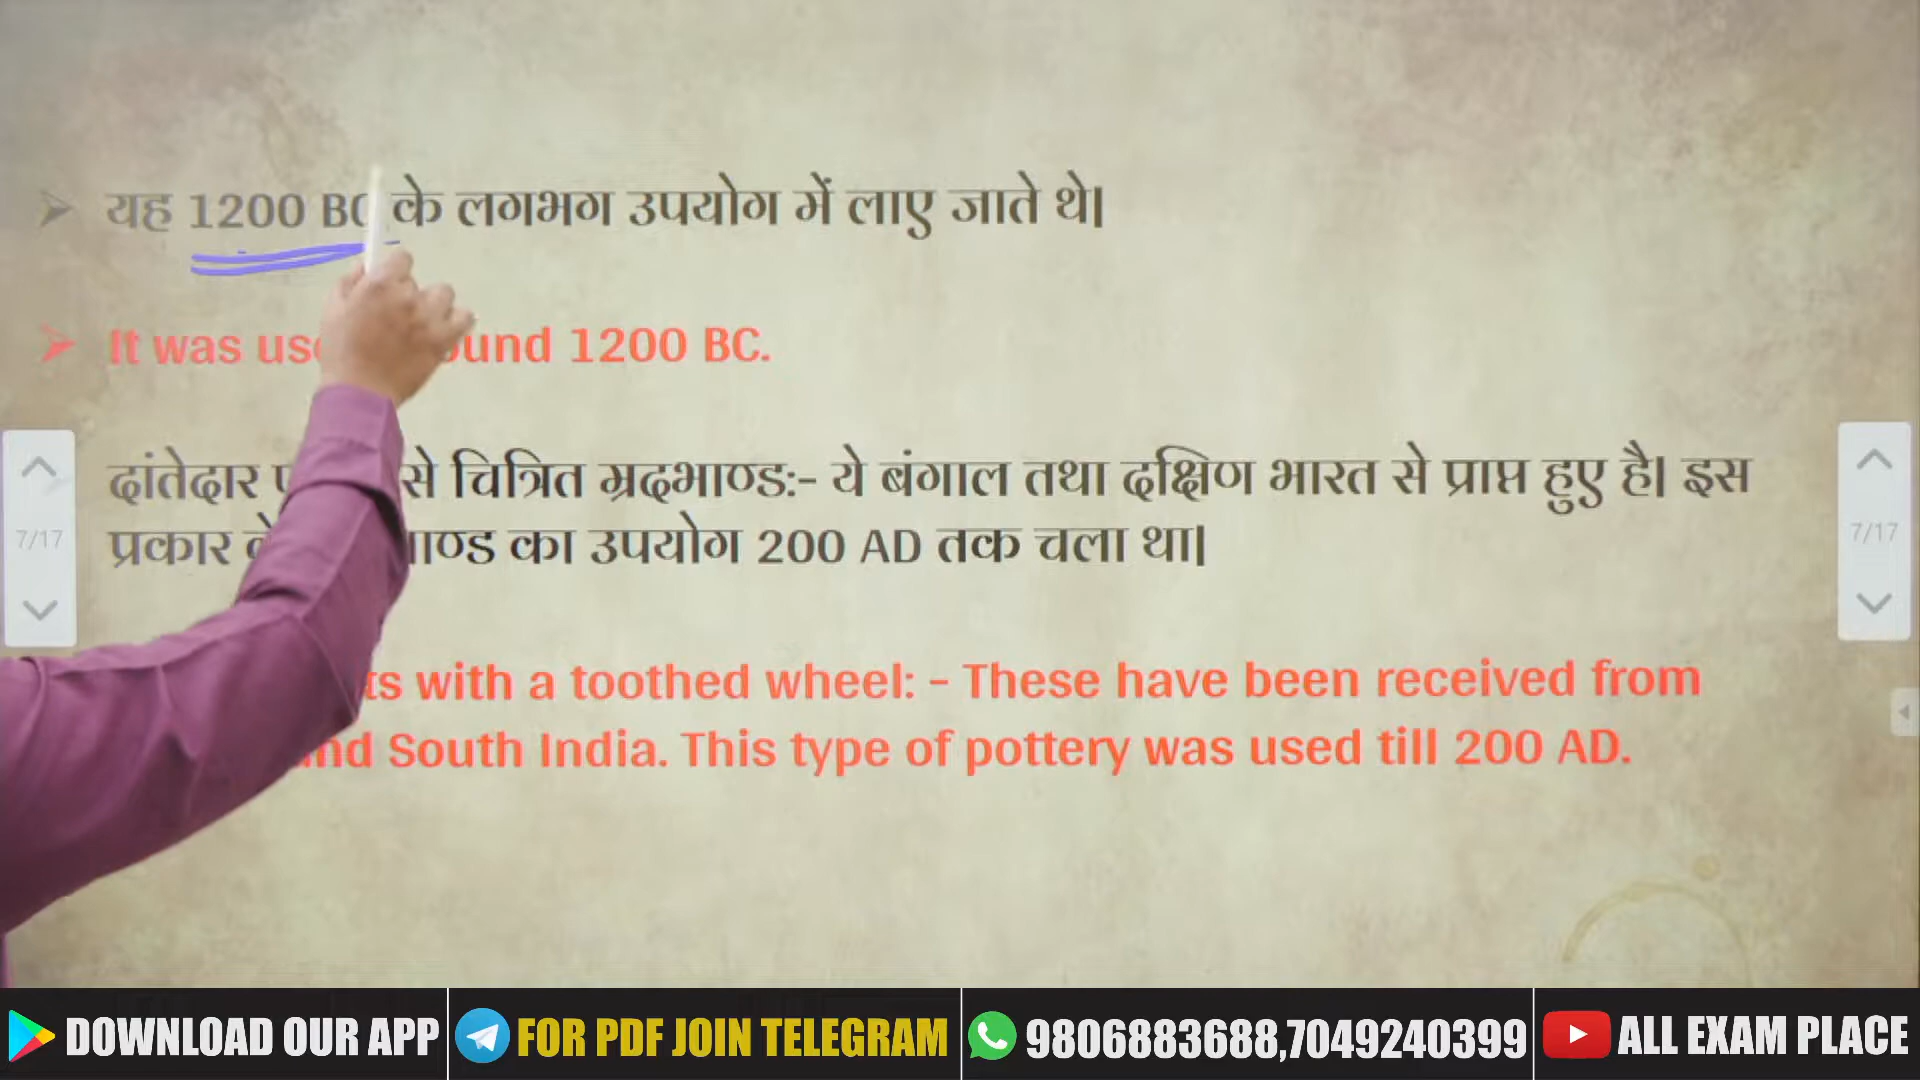 यह 1200 BC के लगभग उपयोग में लाए जाते थे।
It was und 1200 BC.
दांतेदार से चित्रित म्रदभाण्ड:- ये बंगाल तथा दक्षिण भारत से प्राप्त हुए है। इस
प्रकार का उपयोग 200 AD तक चला था।
ts with a toothed wheel: - These have been received from
nd South India. This type of pottery was used till 200 AD.
7/17
7/17
DOWNLOAD OUR APP
FOR PDF JOIN TELEGRAM
9806883688,7049240399
ALL EXAM PLACE